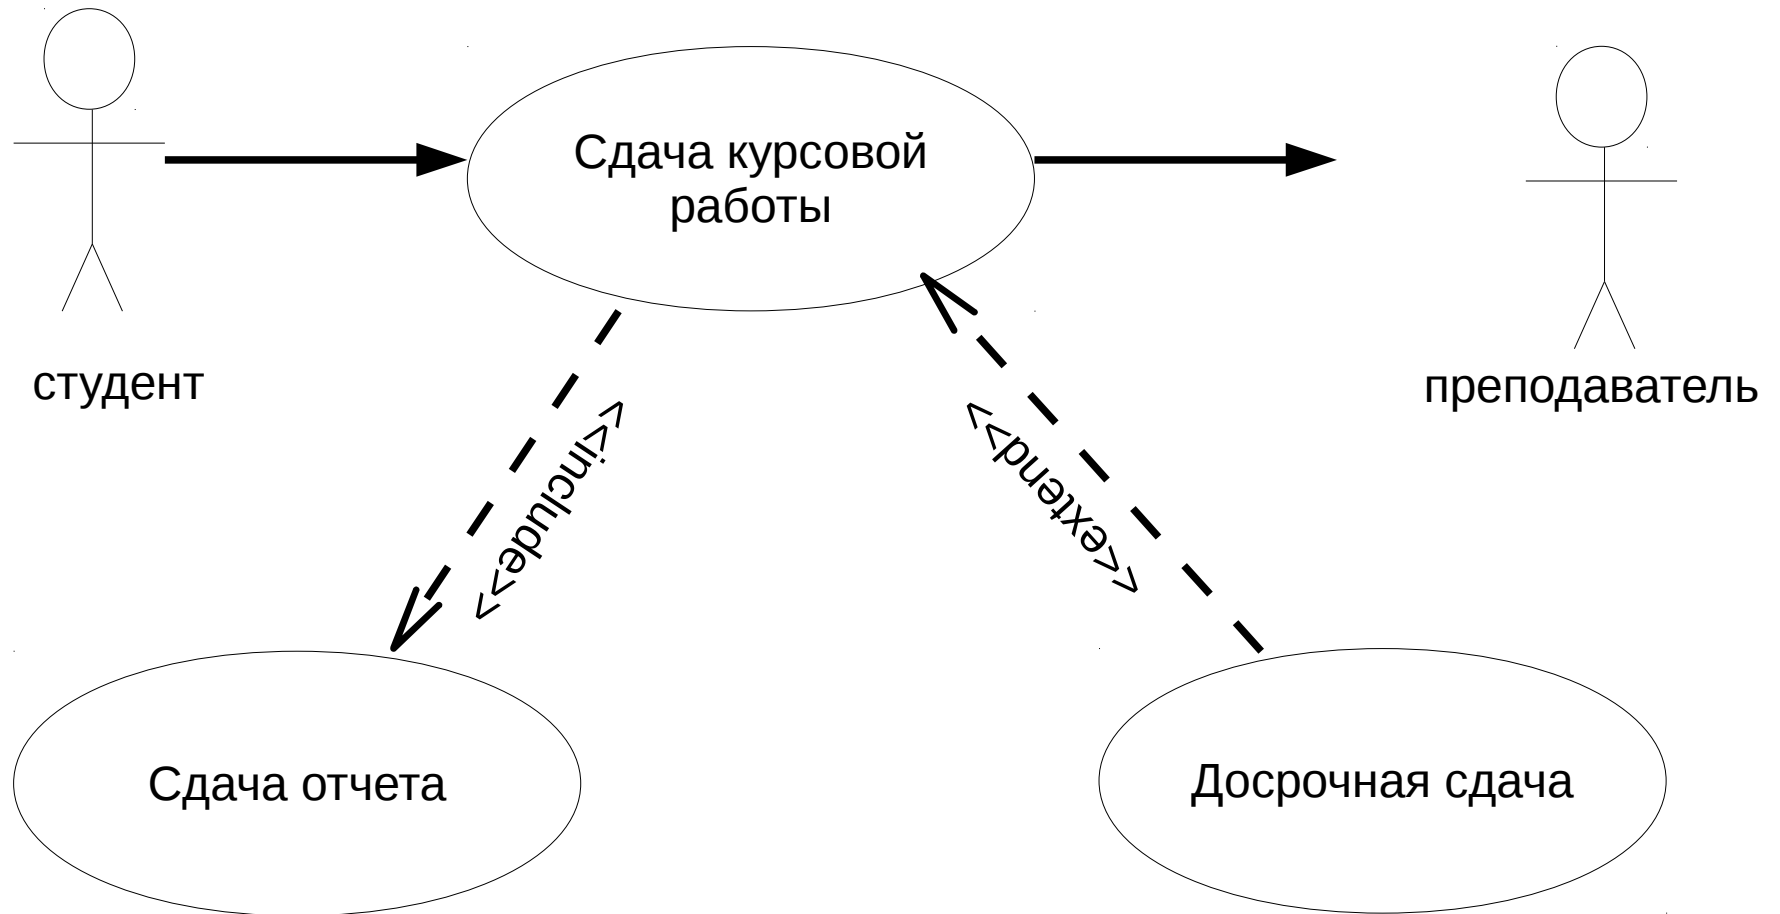 Сдача курсовой
работы
студент
преподаватель
<<include>>
<<extend>>
Сдача отчета
Досрочная сдача